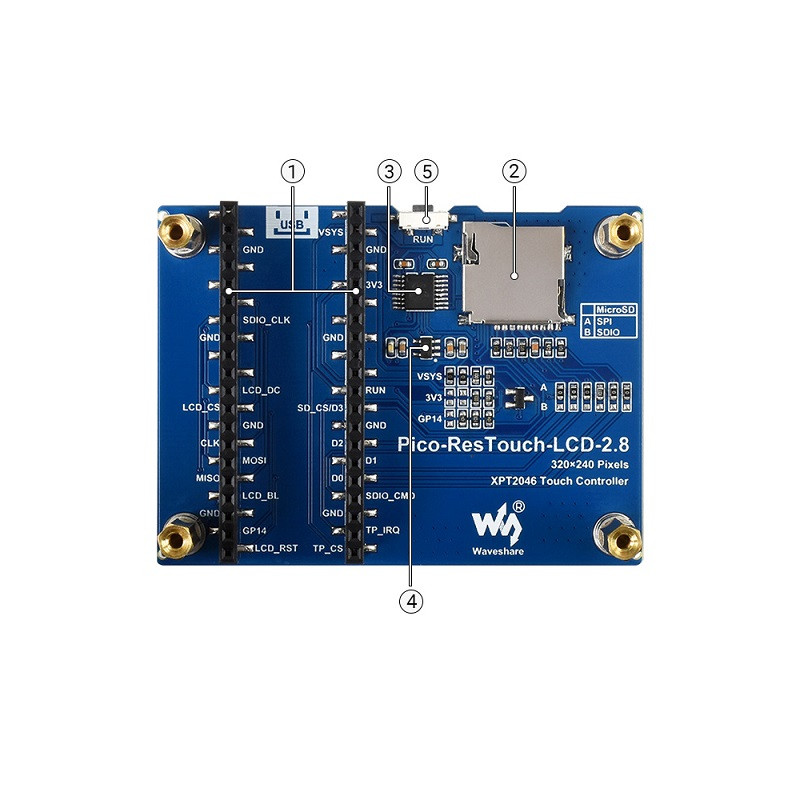 ① ③ ⑤ ②
USB
VSYS
RUN
GND GND
3V3
MicroSD
A SPI
B SDIO
SDIO_CLK
GND GND
VSYS
LCD_DC RUN
3V3
A
B
LCD_CS SD_CS/D3
GP14
GND GND
CLK D2
Pico-ResTouch-LCD-2.8
MOSI D1
320×240 Pixels
MISO D0
XPT2046 Touch Controller
LCD_BL SDIO_CMD
GND GND
GP14 TP_IRQ
WA ®
LCD_RST TP_CS
Waveshare
④